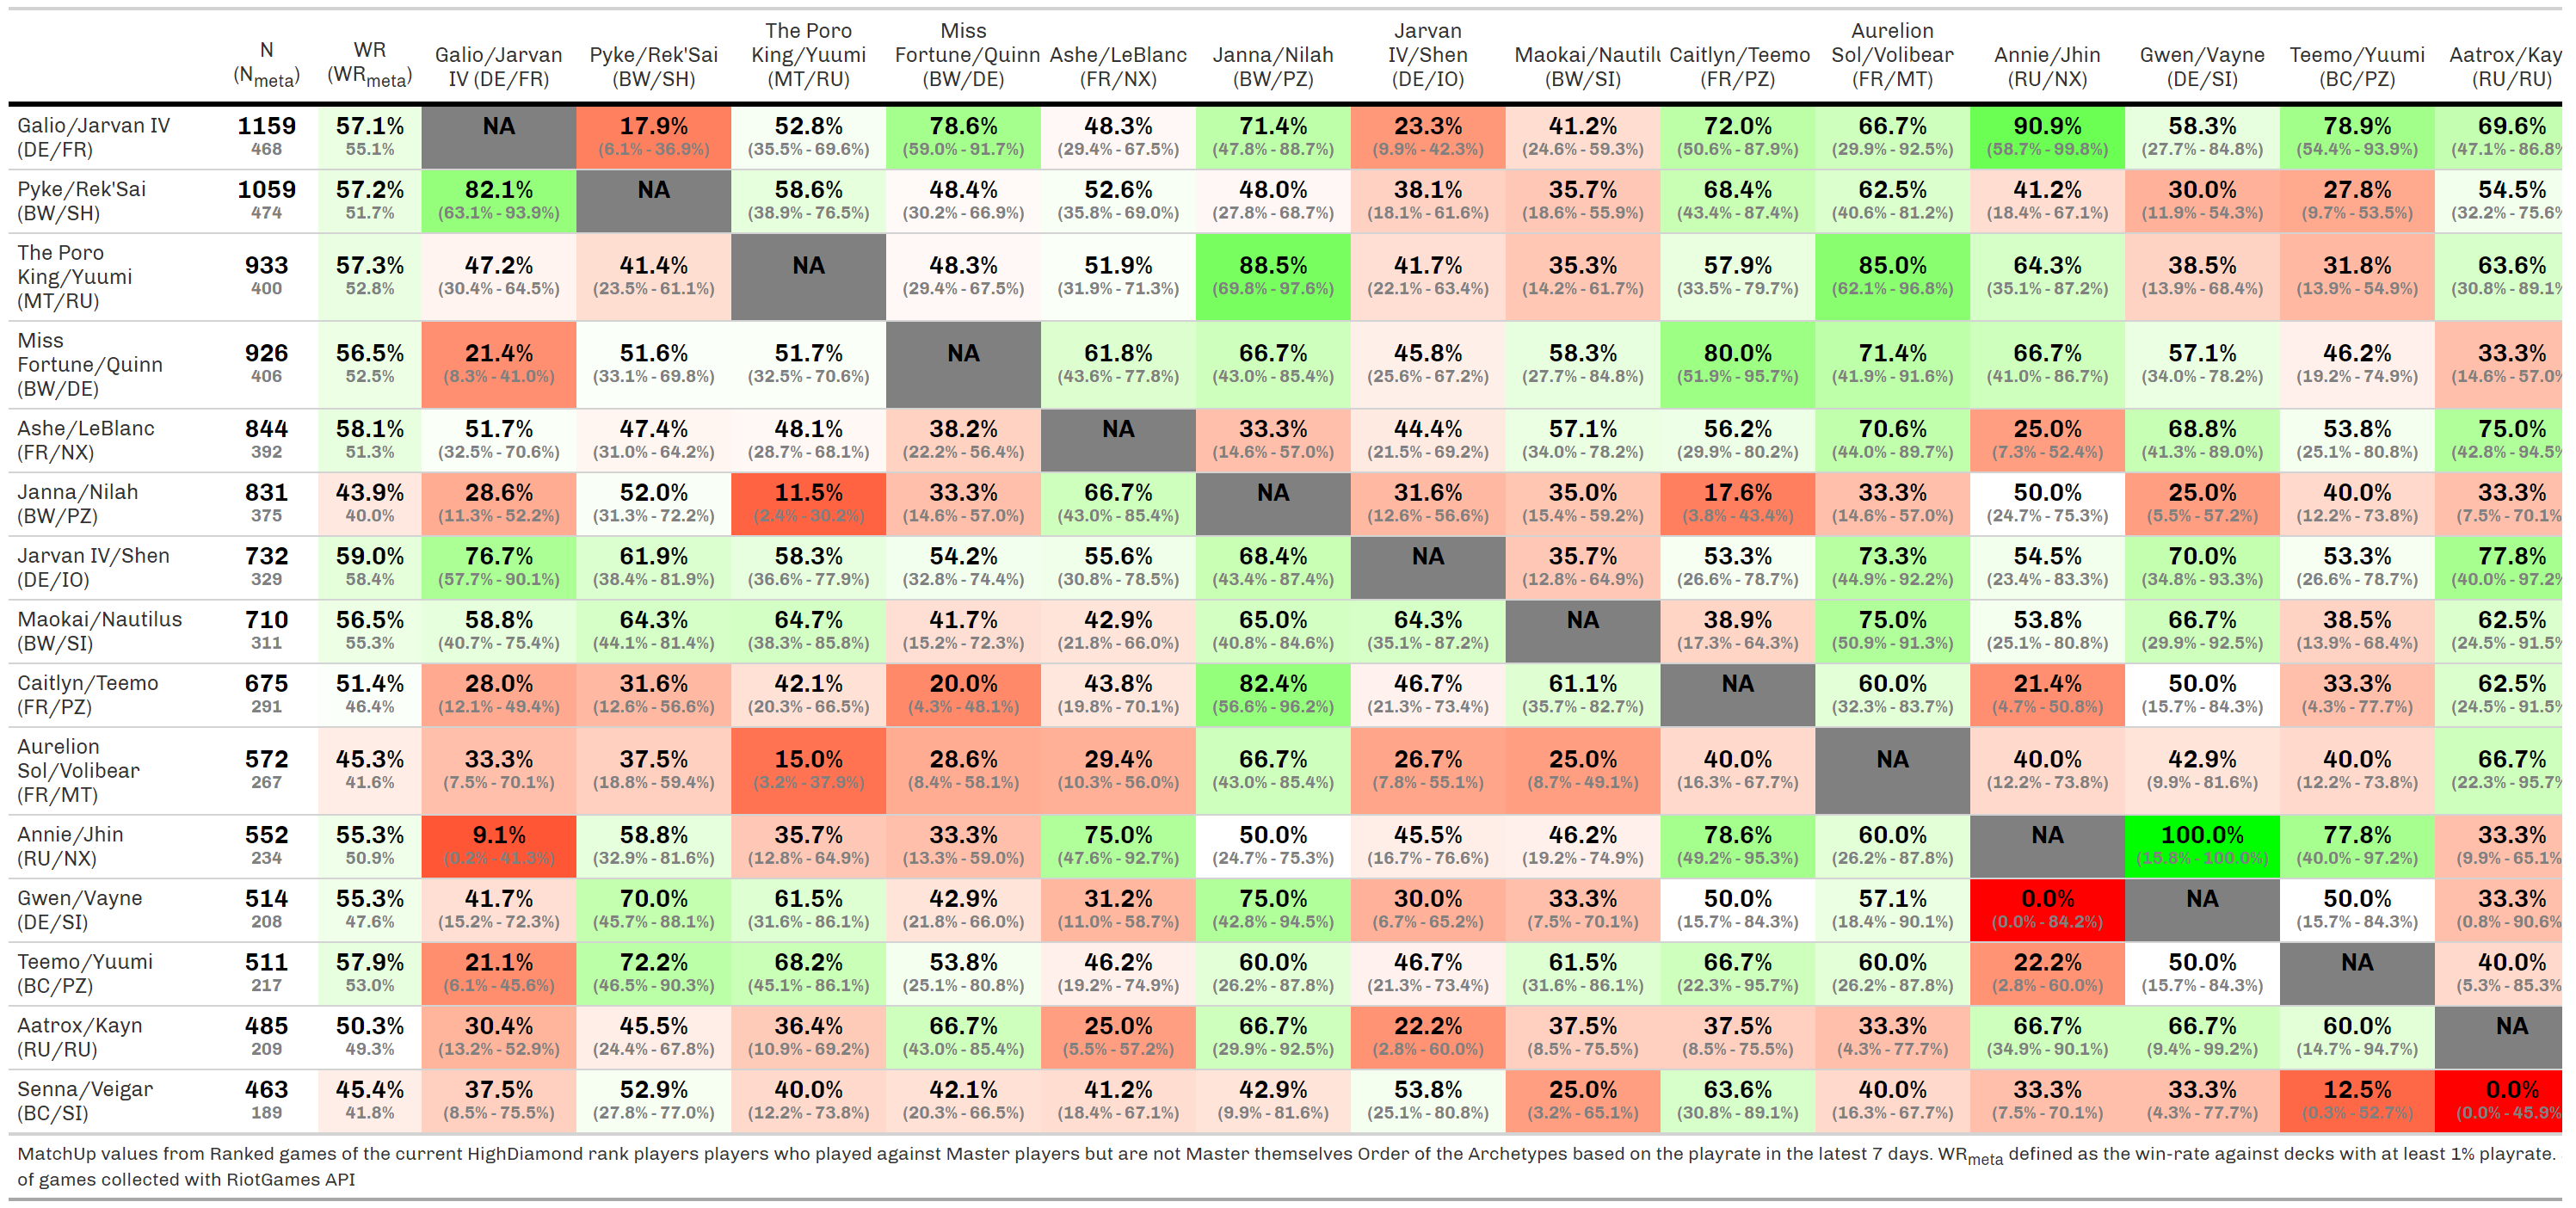 N (Nmeta) WR (WRmeta) Galio/Jarvan IV (DE/FR) Pyke/Rek'Sai (BW/SH) The Poro King/Yuumi (MT/RU) Miss Fortune/Quinn (BW/DE) Ashe/LeBlanc (FR/NX) Janna/Nilah (BW/PZ) Jarvan IV/Shen (DE/IO) Maokai/Nautilu (BW/SI) Caitlyn/Teemo (FR/PZ) Aurelion Sol/Volibear (FR/MT) Annie/Jhin (RU/NX) Gwen/Vayne (DE/SI) Teemo/Yuumi (BC/PZ) Aatrox/Kay (RU/RU)
Galio/Jarvan IV 1159 57.1% NA 17.9% 52.8% 78.6% 48.3% 71.4% 23.3% 41.2% 72.0% 66.7% 90.9% 58.3% 78.9% 69.6%
(DE/FR) 468 55.1% (6.1% - 36.9%) (35.5% - 69.6%) (59.0% - 91.7%) (29.4% - 67.5%) (47.8% - 88.7%) (9.9% - 42.3%) (24.6% - 59.3%) (50.6% - 87.9%) (29.9% - 92.5%) (58.7% - 99.8%) (27.7% - 84.8%) (54.4% - 93.9%) (47.1% - 86.8%
Pyke/Rek'Sai 1059 57.2% 82.1% NA 58.6% 48.4% 52.6% 48.0% 38.1% 35.7% 68.4% 62.5% 41.2% 30.0% 27.8% 54.5%
(BW/SH) 474 51.7% (63.1% - 93.9%) (38.9% - 76.5%) (30.2% - 66.9%) (35.8% - 69.0%) (27.8% - 68.7%) (18.1% - 61.6%) (18.6% - 55.9%) (43.4% - 87.4%) (40.6% - 81.2%) (18.4% - 67.1%) (11.9% - 54.3%) (9.7% - 53.5%) (32.2% - 75.6%
The Poro
King/Yuumi 933 57.3% 47.2% 41.4% NA 48.3% 51.9% 88.5% 41.7% 35.3% 57.9% 85.0% 64.3% 38.5% 31.8% 63.6%
(MT/RU) 400 52.8% (30.4% - 64.5%) (23.5% - 61.1%) (29.4% - 67.5%) (31.9% - 71.3%) (69.8% - 97.6%) (22.1% - 63.4%) (14.2% - 61.7%) (33.5% - 79.7%) (62.1% - 96.8%) (35.1% - 87.2%) (13.9% - 68.4%) (13.9% - 54.9%) (30.8% - 89.1%
Miss
Fortune/Quinn 926 56.5% 21.4% 51.6% 51.7% NA 61.8% 66.7% 45.8% 58.3% 80.0% 71.4% 66.7% 57.1% 46.2% 33.3%
(BW/DE) 406 52.5% (8.3% - 41.0%) (33.1% - 69.8%) (32.5% - 70.6%) (43.6% - 77.8%) (43.0% - 85.4%) (25.6% - 67.2%) (27.7% - 84.8%) (51.9% - 95.7%) (41.9% - 91.6%) (41.0% - 86.7%) (34.0% - 78.2%) (19.2% - 74.9%) (14.6% - 57.0%
Ashe/LeBlanc 844 58.1% 51.7% 47.4% 48.1% 38.2% NA 33.3% 44.4% 57.1% 56.2% 70.6% 25.0% 68.8% 53.8% 75.0%
(FR/NX) 392 51.3% (32.5% - 70.6%) (31.0% - 64.2%) (28.7% - 68.1%) (22.2% - 56.4%) (14.6% - 57.0%) (21.5% - 69.2%) (34.0% - 78.2%) (29.9% - 80.2%) (44.0% - 89.7%) (7.3% - 52.4%) (41.3% - 89.0%) (25.1% - 80.8%) (42.8% - 94.5%
Janna/Nilah 831 43.9% 28.6% 52.0% 11.5% 33.3% 66.7% NA 31.6% 35.0% 17.6% 33.3% 50.0% 25.0% 40.0% 33.3%
(BW/PZ) 375 40.0% (11.3% - 52.2%) (31.3% - 72.2%) (2.4% - 30.2%) (14.6% - 57.0%) (43.0% - 85.4%) (12.6% - 56.6%) (15.4% - 59.2%) (3.8% - 43.4%) (14.6% - 57.0%) (24.7% - 75.3%) (5.5% - 57.2%) (12.2% - 73.8%) (7.5% - 70.1%
Jarvan IV/Shen 732 59.0% 76.7% 61.9% 58.3% 54.2% 55.6% 68.4% NA 35.7% 53.3% 73.3% 54.5% 70.0% 53.3% 77.8%
(DE/IO) 329 58.4% (57.7% - 90.1%) (38.4% - 81.9%) (36.6% - 77.9%) (32.8% - 74.4%) (30.8% - 78.5%) (43.4% - 87.4%) (12.8% - 64.9%) (26.6% - 78.7%) (44.9% - 92.2%) (23.4% - 83.3%) (34.8% - 93.3%) (26.6% - 78.7%) (40.0% - 97.2%
Maokai/Nautilus 710 56.5% 58.8% 64.3% 64.7% 41.7% 42.9% 65.0% 64.3% NA 38.9% 75.0% 53.8% 66.7% 38.5% 62.5%
(BW/SI) 311 55.3% (40.7% - 75.4%) (44.1% - 81.4%) (38.3% - 85.8%) (15.2% - 72.3%) (21.8% - 66.0%) (40.8% - 84.6%) (35.1% - 87.2%) (17.3% - 64.3%) (50.9% - 91.3%) (25.1% - 80.8%) (29.9% - 92.5%) (13.9% - 68.4%) (24.5% - 91.5%
Caitlyn/Teemo 675 51.4% 28.0% 31.6% 42.1% 20.0% 43.8% 82.4% 46.7% 61.1% NA 60.0% 21.4% 50.0% 33.3% 62.5%
(FR/PZ) 291 46.4% (12.1% - 49.4%) (12.6% - 56.6%) (20.3% - 66.5%) (4.3% - 48.1%) (19.8% - 70.1%) (56.6% - 96.2%) (21.3% - 73.4%) (35.7% - 82.7%) (32.3% - 83.7%) (4.7% - 50.8%) (15.7% - 84.3%) (4.3% - 77.7%) (24.5% - 91.5%
Aurelion
Sol/Volibear 572 45.3% 33.3% 37.5% 15.0% 28.6% 29.4% 66.7% 26.7% 25.0% 40.0% NA 40.0% 42.9% 40.0% 66.7%
(FR/MT) 267 41.6% (7.5% - 70.1%) (18.8% - 59.4%) (3.2% - 37.9%) (8.4% - 58.1%) (10.3% - 56.0%) (43.0% - 85.4%) (7.8% - 55.1%) (8.7% - 49.1%) (16.3% - 67.7%) (12.2% - 73.8%) (9.9% - 81.6%) (12.2% - 73.8%) (22.3% - 95.7%
Annie/Jhin 552 55.3% 9.1% 58.8% 35.7% 33.3% 75.0% 50.0% 45.5% 46.2% 78.6% 60.0% NA 100.0% 77.8% 33.3%
(RU/NX) 234 50.9% (0.2% - 41.3%) (32.9% - 81.6%) (12.8% - 64.9%) (13.3% - 59.0%) (47.6% - 92.7%) (24.7% - 75.3%) (16.7% - 76.6%) (19.2% - 74.9%) (49.2% - 95.3%) (26.2% - 87.8%) (15.8% - 100.0%) (40.0% - 97.2%) (9.9% - 65.1%
Gwen/Vayne 514 55.3% 41.7% 70.0% 61.5% 42.9% 31.2% 75.0% 30.0% 33.3% 50.0% 57.1% 0.0% NA 50.0% 33.3%
(DE/SI) 208 47.6% (15.2% - 72.3%) (45.7% - 88.1%) (31.6% - 86.1%) (21.8% - 66.0%) (11.0% - 58.7%) (42.8% - 94.5%) (6.7% - 65.2%) (7.5% - 70.1%) (15.7% - 84.3%) (18.4% - 90.1%) (0.0% - 84.2%) (15.7% - 84.3%) (0.8% - 90.6%
Teemo/Yuumi 511 57.9% 21.1% 72.2% 68.2% 53.8% 46.2% 60.0% 46.7% 61.5% 66.7% 60.0% 22.2% 50.0% NA 40.0%
(BC/PZ) 217 53.0% (6.1% - 45.6%) (46.5% - 90.3%) (45.1% - 86.1%) (25.1% - 80.8%) (19.2% - 74.9%) (26.2% - 87.8%) (21.3% - 73.4%) (31.6% - 86.1%) (22.3% - 95.7%) (26.2% - 87.8%) (2.8% - 60.0%) (15.7% - 84.3%) (5.3% - 85.3%
Aatrox/Kayn 485 50.3% 30.4% 45.5% 36.4% 66.7% 25.0% 66.7% 22.2% 37.5% 37.5% 33.3% 66.7% 66.7% 60.0% NA
(RU/RU) 209 49.3% (13.2% - 52.9%) (24.4% - 67.8%) (10.9% - 69.2%) (43.0% - 85.4%) (5.5% - 57.2%) (29.9% - 92.5%) (2.8% - 60.0%) (8.5% - 75.5%) (8.5% - 75.5%) (4.3% - 77.7%) (34.9% - 90.1%) (9.4% - 99.2%) (14.7% - 94.7%)
Senna/Veigar 463 45.4% 37.5% 52.9% 40.0% 42.1% 41.2% 42.9% 53.8% 25.0% 63.6% 40.0% 33.3% 33.3% 12.5% 0.0%
(BC/SI) 189 41.8% (8.5% - 75.5%) (27.8% - 77.0%) (12.2% - 73.8%) (20.3% - 66.5%) (18.4% - 67.1%) (9.9% - 81.6%) (25.1% - 80.8%) (3.2% - 65.1%) (30.8% - 89.1%) (16.3% - 67.7%) (7.5% - 70.1%) (4.3% - 77.7%) (0.3% - 52.7%) (0.0% - 45.9%
MatchUp values from Ranked games of the current HighDiamond rank players players who played against Master players but are not Master themselves Order of the Archetypes based on the playrate in the latest 7 days. WRmeta defined as the win-rate against decks with at least 1% playrate.
of games collected with RiotGames API